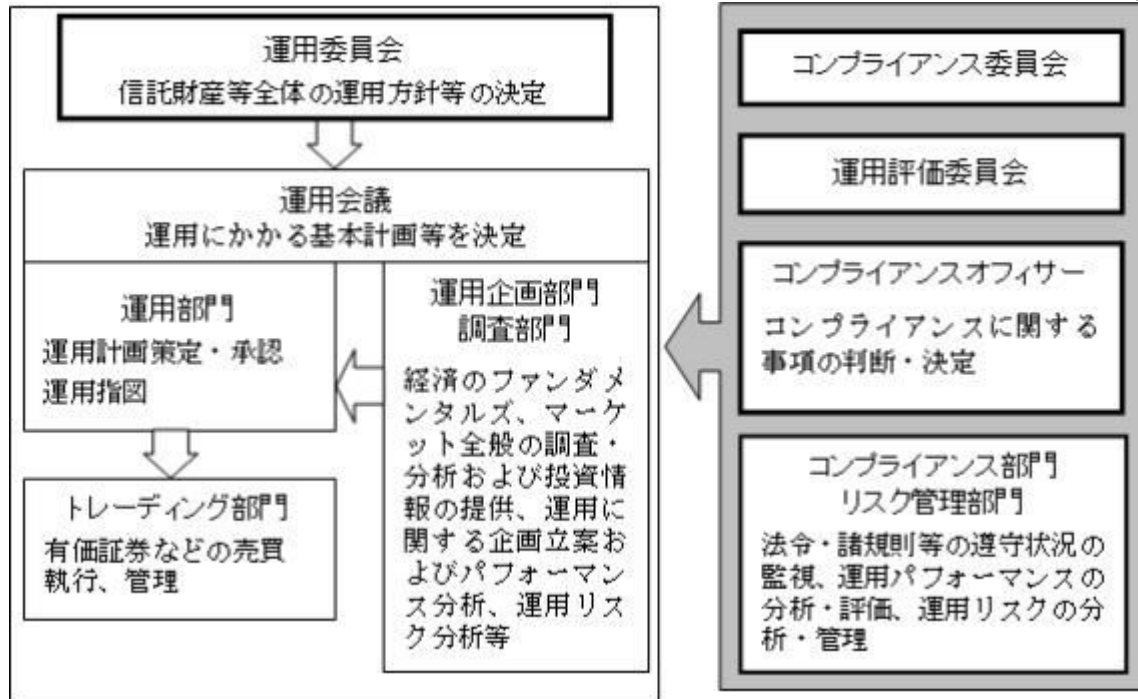 運用委員会
信託財産等全体の運用方針等の決定
運用会議
運用にかかる基本計画等を決定
運用部門
運用計画策定・承認
運用指図
トレーディング部門
有価証券などの売買
執行、管理
運用企画部門
調査部門
経済のファンダメ
ンタルズ、マーケ
ット全般の調査・
分析および投資情
報の提供、運用に
関する企画立案お
よびパフォーマン
ス分析、運用リス
ク分析等
コンプライアンス委員会
運用評価委員会
コンプライアンスオフィサー
コンプライアンスに関する
事項の判断・決定
コンプライアンス部門
リスク管理部門
法令・諸規則等の遵守状況の
監視、運用パフォーマンスの
分析・評価、運用リスクの分
析・管理